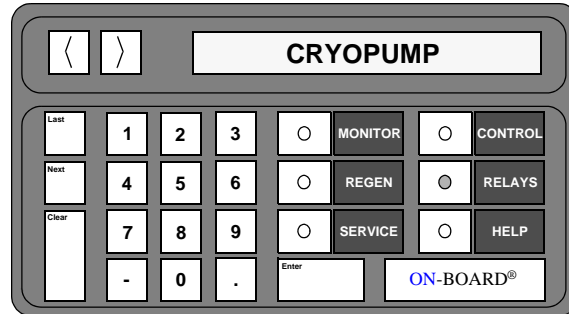 〈 〉 CRYOPUMP
Last 1 2 3 MONITOR CONTROL
Next 4 5 6 REGEN RELAYS
Clear 7 8 9 SERVICE HELP
- 0 . Enter ON-BOARD®